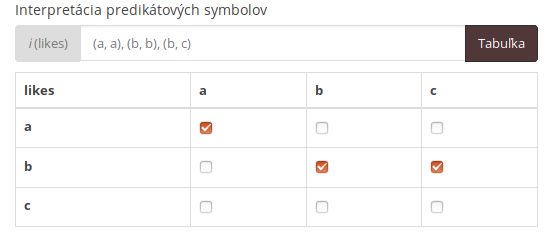 Interpretácia predikátových symbolov
i (likes) (a, a), (b, b), (b, c) Tabuľka
likes a b c
a
b
c